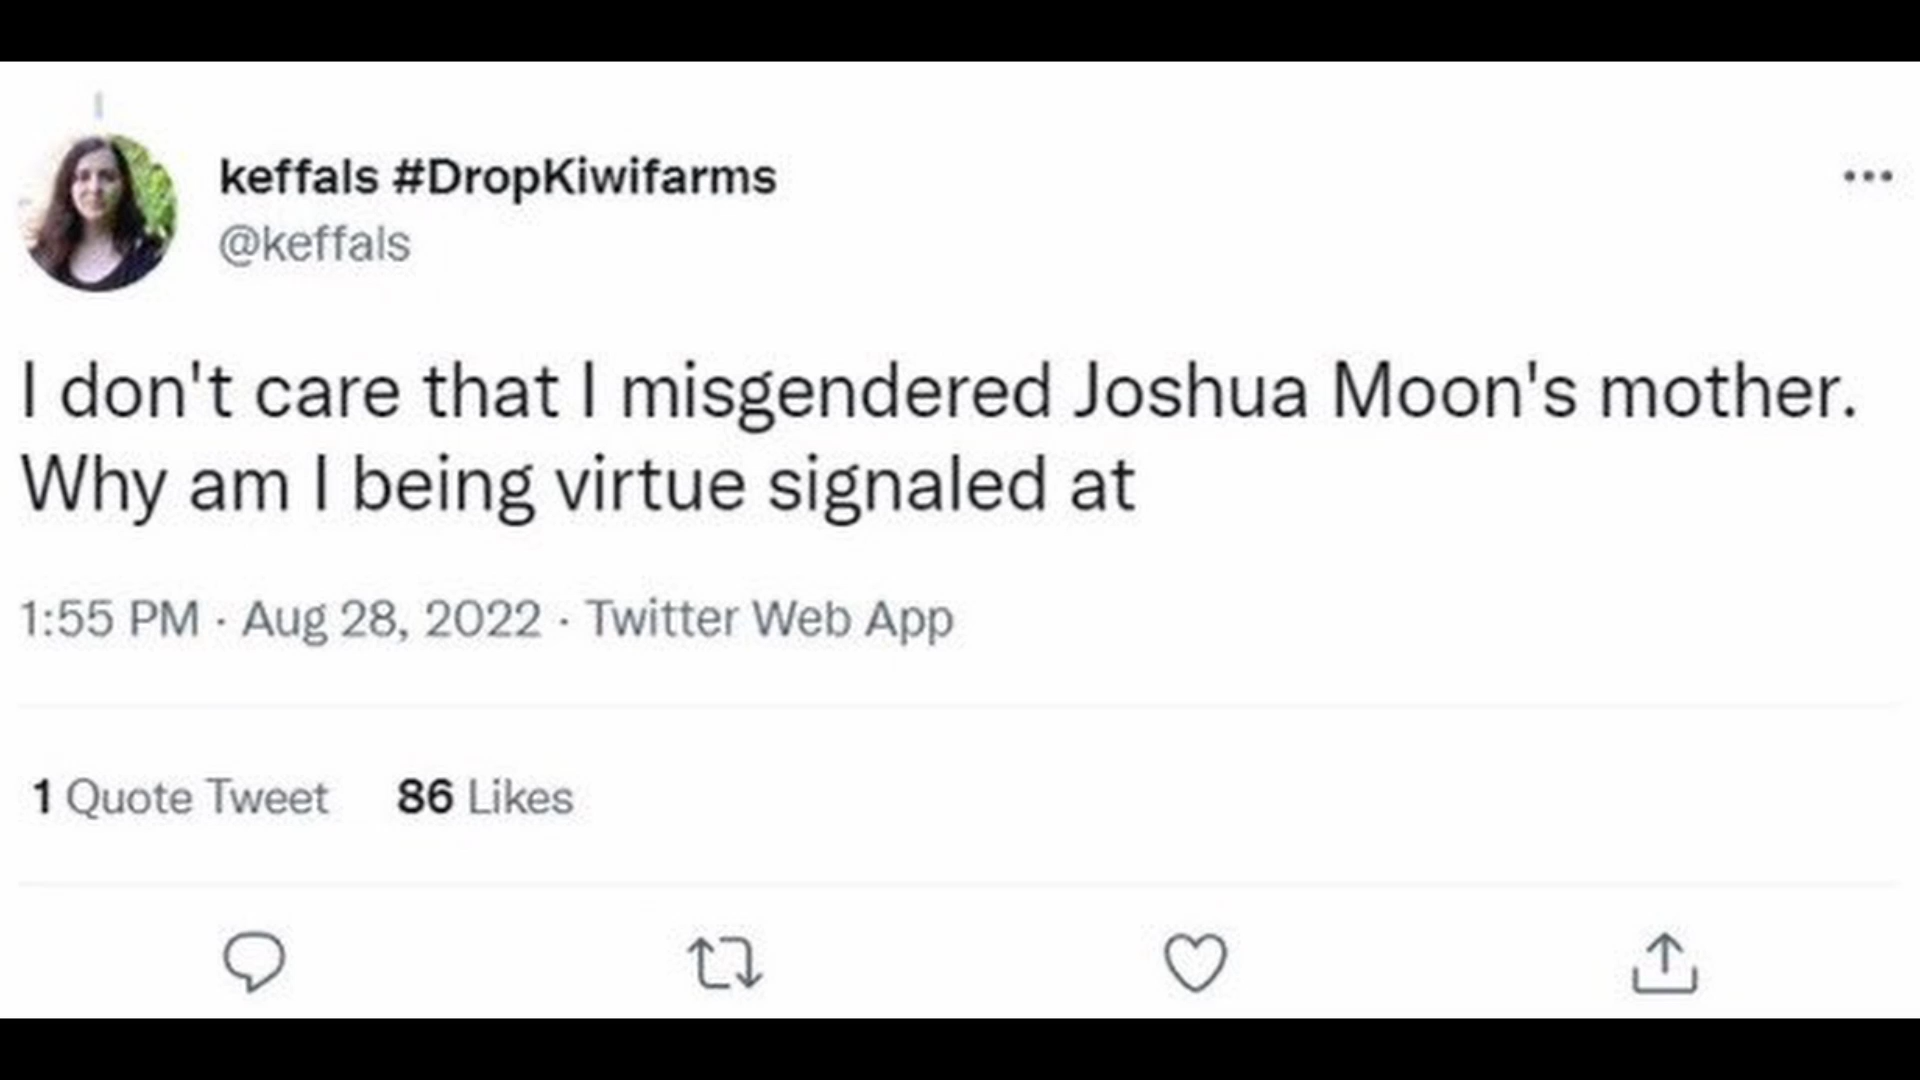 keffals #DropKiwifarms
@keffals
I don't care that I misgendered Joshua Moon's mother.
Why am I being virtue signaled at
1:55 PM · Aug 28, 2022 · Twitter Web App
1 Quote Tweet 86 Likes